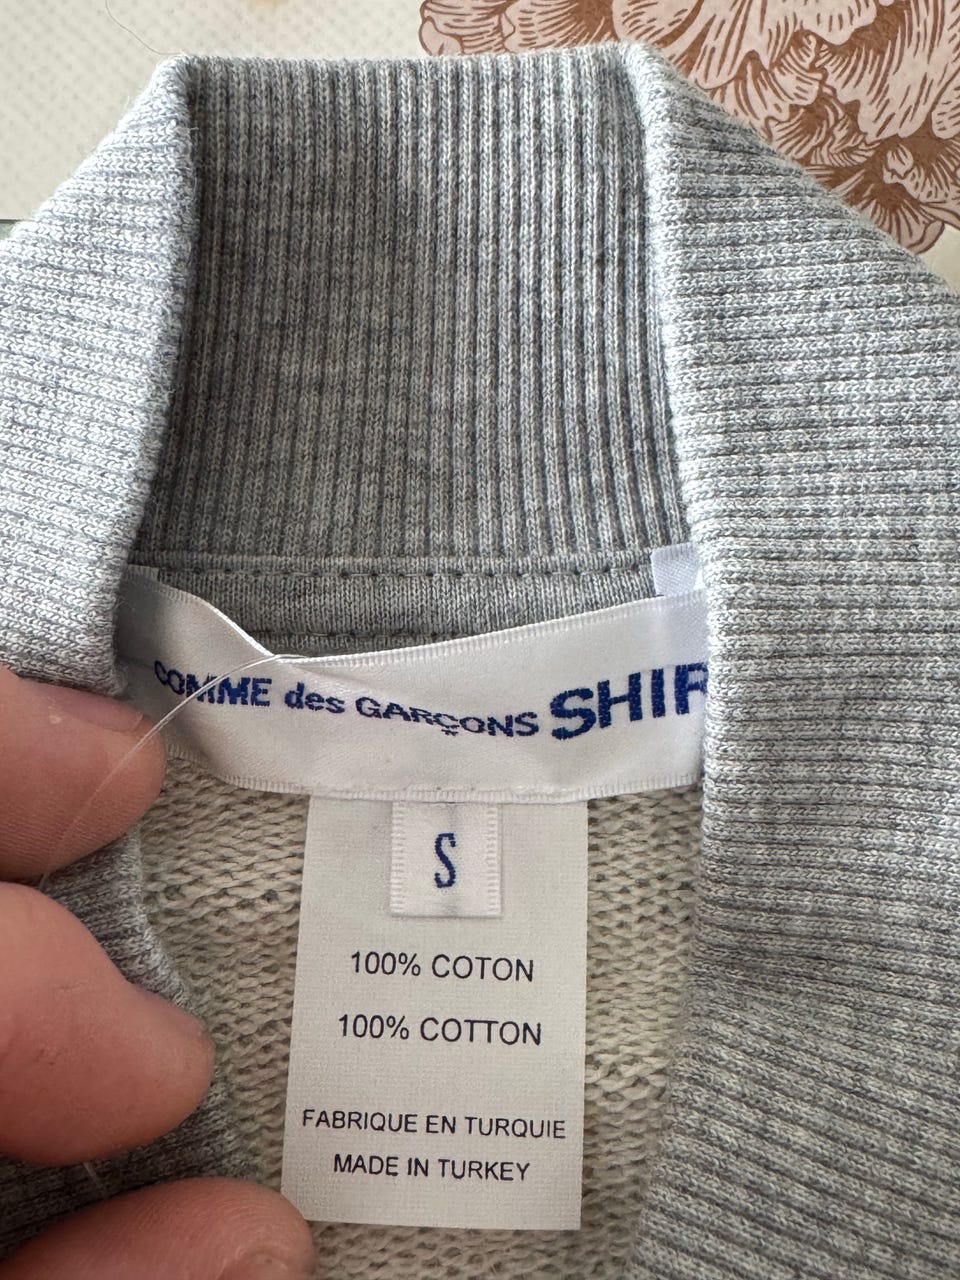 COMME des GARÇONS SHIR
S
100% COTON
100% COTTON
FABRIQUE EN TURQUIE
MADE IN TURKEY